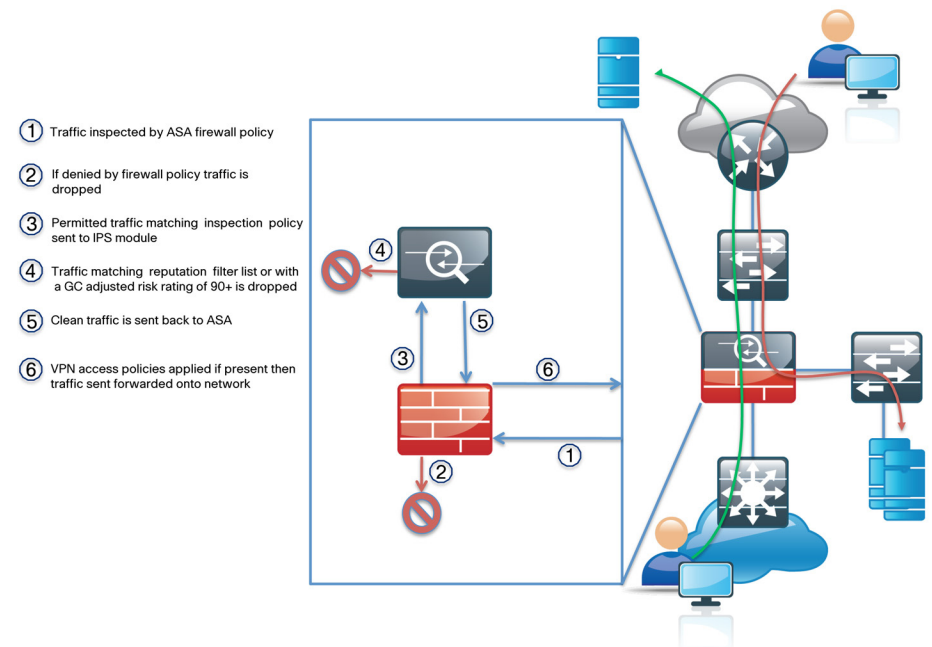 1 Traffic inspected by ASA firewall policy
2 If denied by firewall policy traffic is
dropped
3 Permitted traffic matching inspection policy
sent to IPS module
4 Traffic matching reputation filter list or with
a GC adjusted risk rating of 90+ is dropped
5 Clean traffic is sent back to ASA
6 VPN access policies applied if present then
traffic sent forwarded onto network
4
5
3
6
1
2